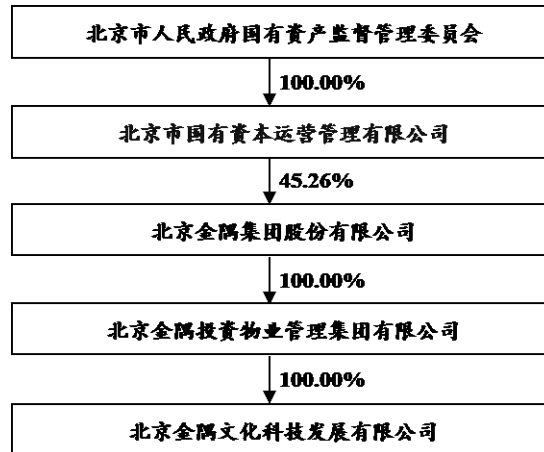 北京市人民政府国有资产监督管理委员会
100.00%
北京市国有资本运营管理有限公司
45.26%
北京金隅集团股份有限公司
100.00%
北京金隅投资物业管理集团有限公司
100.00%
北京金隅文化科技发展有限公司